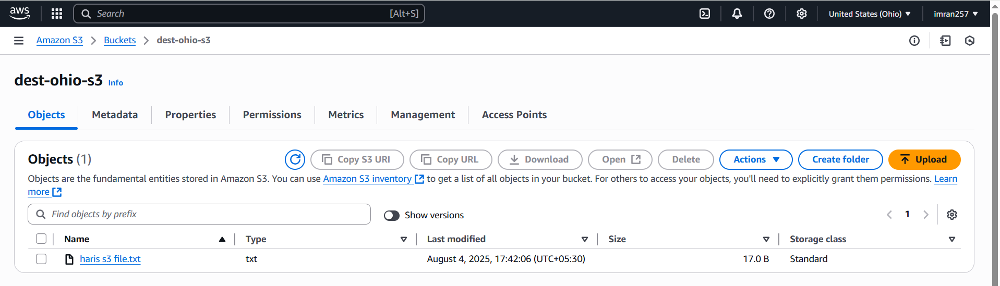 aws Search [Alt+S] United States (Ohio) imran257
Amazon S3 Buckets dest-ohio-s3
dest-ohio-s3 Info
Objects Metadata Properties Permissions Metrics Management Access Points
Objects (1) Copy S3 URI Copy URL Download Open Delete Actions Create folder Upload
Objects are the fundamental entities stored in Amazon S3. You can use Amazon S3 inventory to get a list of all objects in your bucket. For others to access your objects, you'll need to explicitly grant them permissions. Learn
more
Find objects by prefix Show versions 1
Name Type Last modified Size Storage class
haris s3 file.txt txt August 4, 2025, 17:42:06 (UTC+05:30) 17.0 B Standard